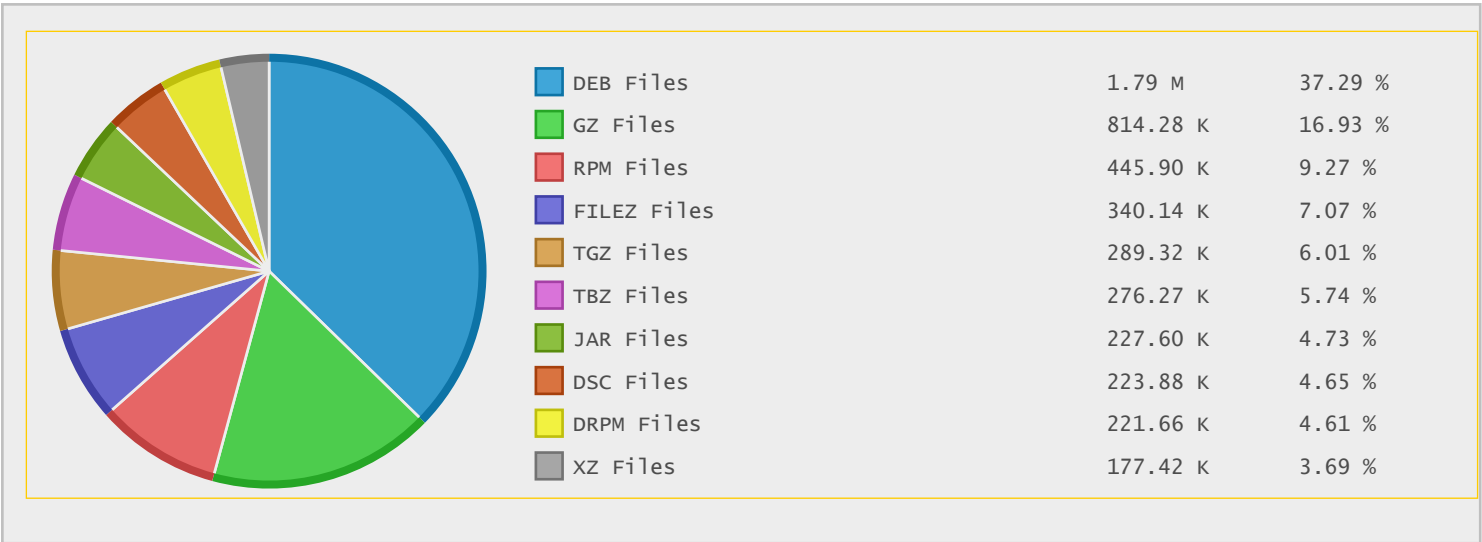 DEB Files 1.79 M 37.29 %
GZ Files 814.28 K 16.93 %
RPM Files 445.90 K 9.27 %
FILEZ Files 340.14 K 7.07 %
TGZ Files 289.32 K 6.01 %
TBZ Files 276.27 K 5.74 %
JAR Files 227.60 K 4.73 %
DSC Files 223.88 K 4.65 %
DRPM Files 221.66 K 4.61 %
XZ Files 177.42 K 3.69 %